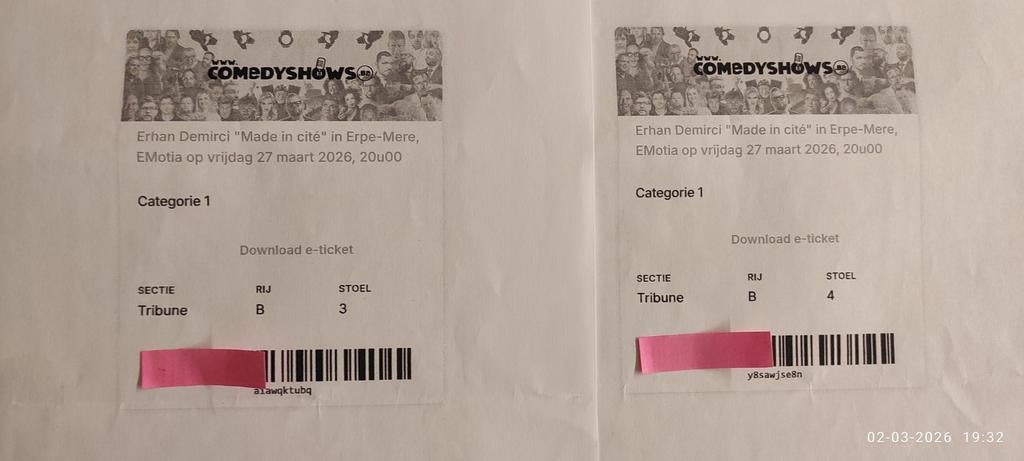 www.
COMEDYSHOWS.BE
Erhan Demirci "Made in cité" in Erpe-Mere,
EMotia op vrijdag 27 maart 2026, 20u00
Categorie 1
Download e-ticket
SECTIE RIJ STOEL
Tribune B 3
a1awqktubq
www.
COMEDYSHOWS.BE
Erhan Demirci "Made in cité" in Erpe-Mere,
EMotia op vrijdag 27 maart 2026, 20u00
Categorie 1
Download e-ticket
SECTIE RIJ STOEL
Tribune B 4
y8sawjse8n
02-03-2026 19:32